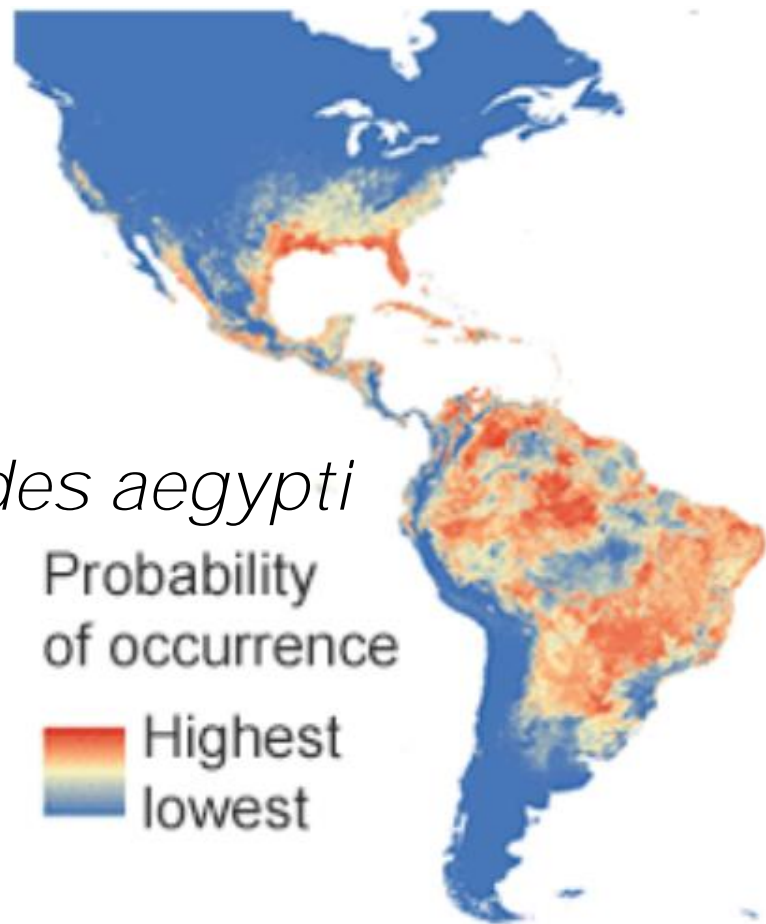 des aegypti
Probability
of occurrence
Highest
lowest